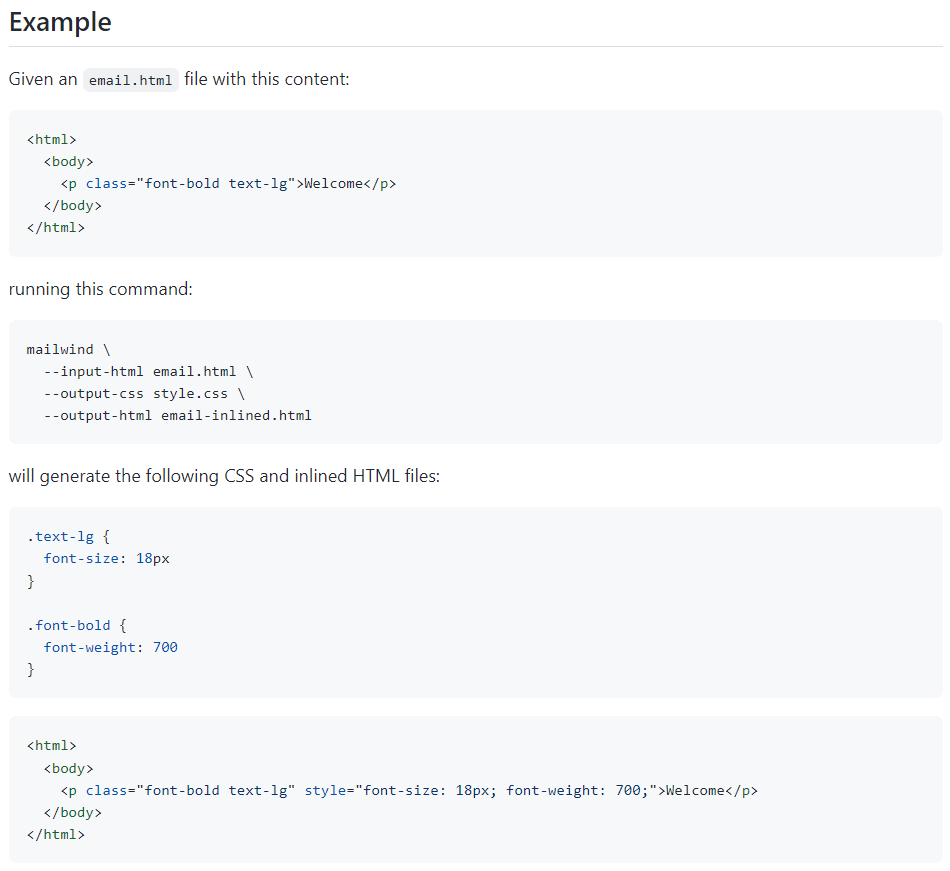 Example
Given an email.html file with this content:
<html>
  <body>
    <p class="font-bold text-lg">Welcome</p>
  </body>
</html>
running this command:
mailwind \
  --input-html email.html \
  --output-css style.css \
  --output-html email-inlined.html
will generate the following CSS and inlined HTML files:
.text-lg {
  font-size: 18px
}
.font-bold {
  font-weight: 700
}
<html>
  <body>
    <p class="font-bold text-lg" style="font-size: 18px; font-weight: 700;">Welcome</p>
  </body>
</html>